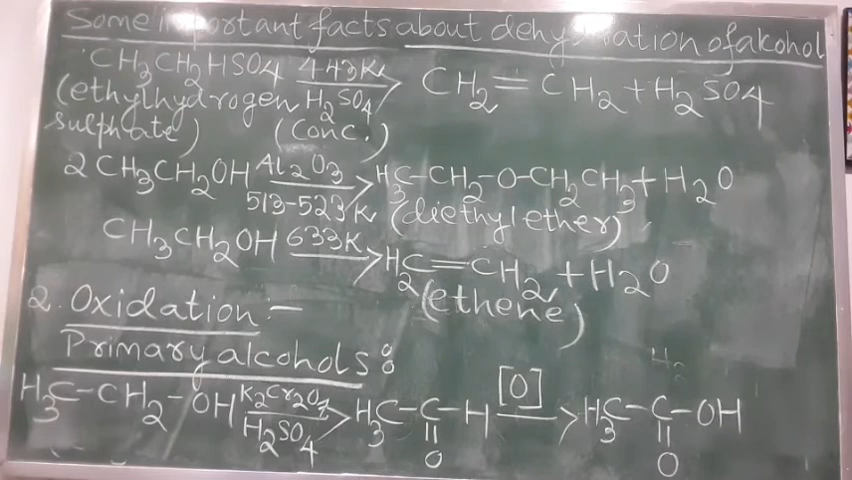 Some important facts about dehydration of alcohol
CH3CH2HSO4 443K H2SO4 (Conc.) → CH2=CH2+H2SO4
(ethylhydrogen sulphate)
2CH3CH2OH Al2O3 513-523K → H3C-CH2-O-CH2CH3+H2O
(diethyl ether)
CH3CH2OH 633K → H2C=CH2+H2O
(ethene)
2. Oxidation:-
Primary alcohols:
H3C-CH2-OH K2Cr2O7 H2SO4 → H3C-C-H [O] → H3C-C-OH
|| ||
O O